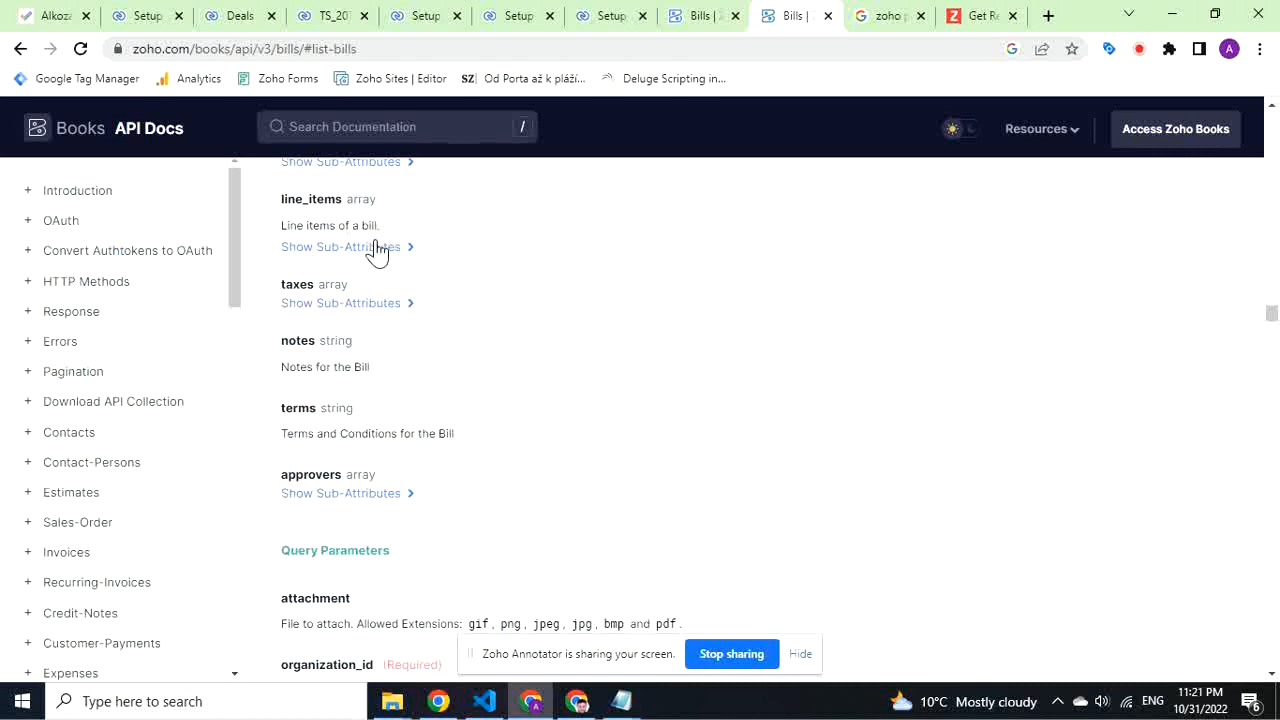 Alkoza
Setup
Deals
TS_20
Setup
Setup
Setup
Bills |
Bills |
zoho p
Get Re
zoho.com/books/api/v3/bills/#list-bills
A
Google Tag Manager
Analytics
Zoho Forms
Zoho Sites | Editor
SZ Od Porta až k pláži...
Deluge Scripting in...
Books API Docs
Search Documentation /
Resources
Access Zoho Books
Show Sub-Attributes
+ Introduction
+ OAuth
+ Convert Authtokens to OAuth
+ HTTP Methods
+ Response
+ Errors
+ Pagination
+ Download API Collection
+ Contacts
+ Contact-Persons
+ Estimates
+ Sales-Order
+ Invoices
+ Recurring-Invoices
+ Credit-Notes
+ Customer-Payments
+ Expenses
line_items array
Line items of a bill.
Show Sub-Attributes
taxes array
Show Sub-Attributes
notes string
Notes for the Bill
terms string
Terms and Conditions for the Bill
approvers array
Show Sub-Attributes
Query Parameters
attachment
File to attach. Allowed Extensions: gif, png, jpeg, jpg, bmp and pdf.
organization_id (Required)
Zoho Annotator is sharing your screen.
Stop sharing
Hide
Type here to search
10°C Mostly cloudy
ENG
11:21 PM
10/31/2022
6